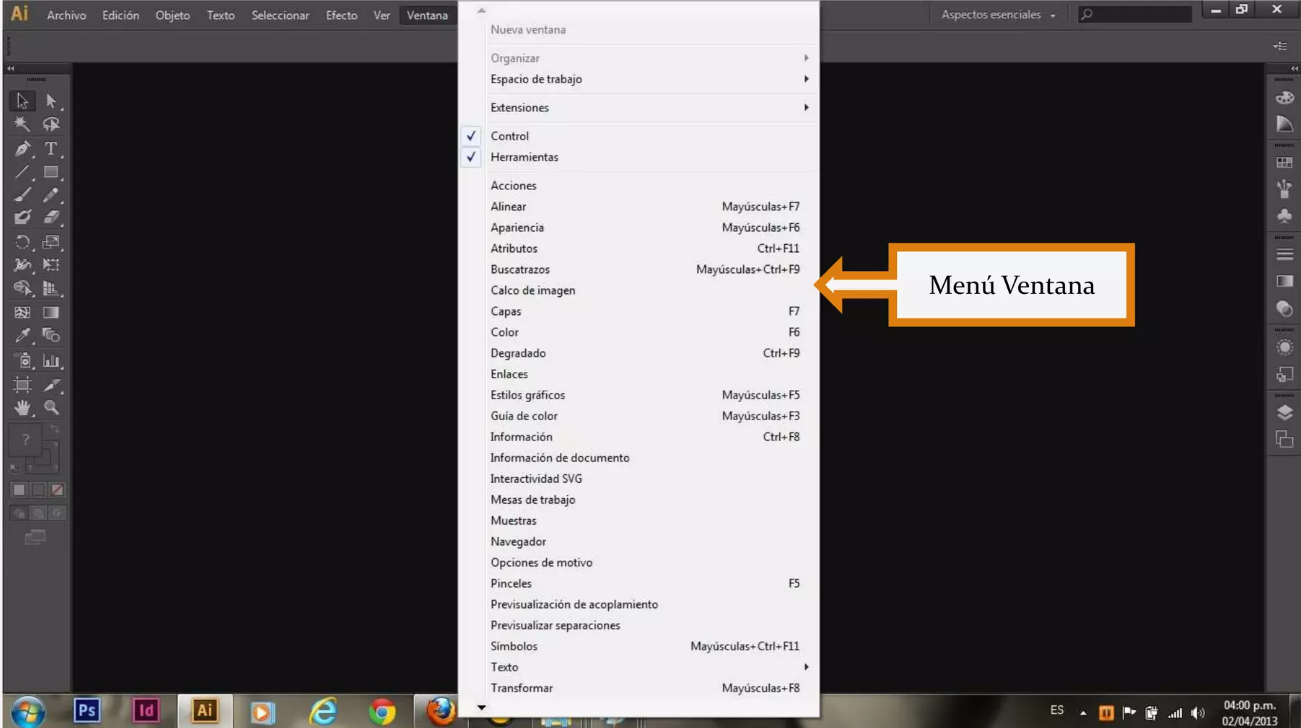 Ai Archivo Edición Objeto Texto Seleccionar Efecto Ver Ventana Aspectos esenciales
Nueva ventana
Organizar
Espacio de trabajo
Extensiones
Control
Herramientas
Acciones
Alinear Mayúsculas+F7
Apariencia Mayúsculas+F6
Atributos Ctrl+F11
Buscatrazos Mayúsculas+Ctrl+F9
Menú Ventana
Calco de imagen
Capas F7
Color F6
Degradado Ctrl+F9
Enlaces
Estilos gráficos Mayúsculas+F5
Guía de color Mayúsculas+F3
Información Ctrl+F8
Información de documento
Interactividad SVG
Mesas de trabajo
Muestras
Navegador
Opciones de motivo
Pinceles F5
Previsualización de acoplamiento
Previsualizar separaciones
Símbolos Mayúsculas+Ctrl+F11
Texto
Transformar Mayúsculas+F8
Ps Id Ai ES 04:00 p.m.
02/04/2013